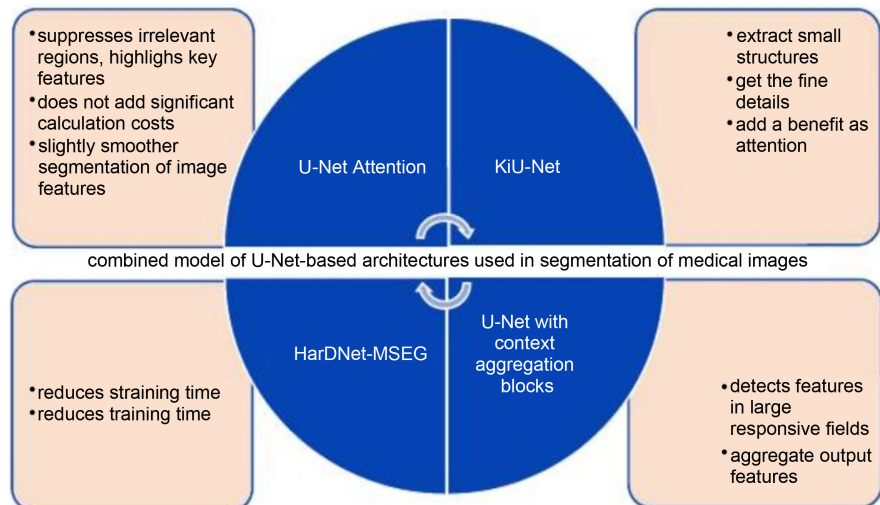 •suppresses irrelevant
regions, highlighs key
features
•does not add significant
calculation costs
•slightly smoother
segmentation of image
features
• extract small
structures
• get the fine
details
• add a benefit as
attention
U-Net Attention
KiU-Net
combined model of U-Net-based architectures used in segmentation of medical images
HarDNet-MSEG
U-Net with
context
aggregation
blocks
•reduces straining time
•reduces training time
•detects features
in large
responsive fields
•aggregate output
features